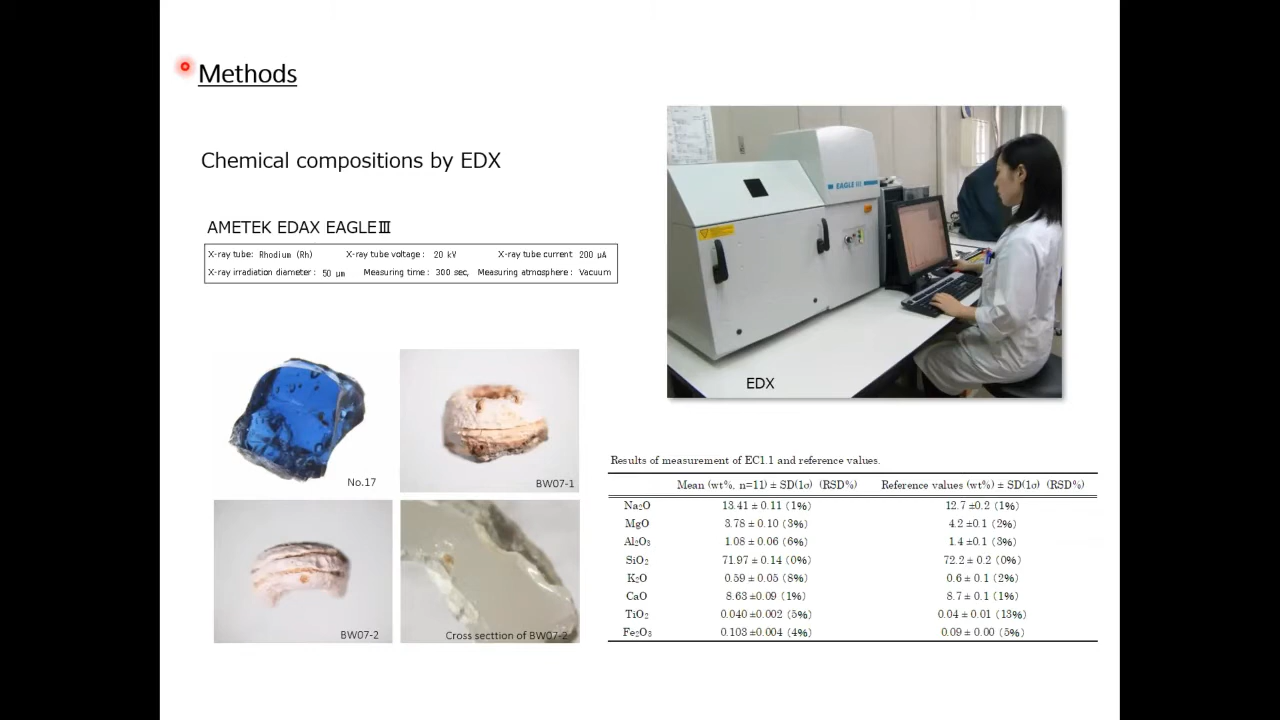 Methods
Chemical compositions by EDX
AMETEK EDAX EAGLEⅢ
X-ray tube: Rhodium (Rh) X-ray tube voltage: 20 kV X-ray tube current 200 μA
X-ray irradiation diameter: 50 μm Measuring time: 300 sec, Measuring atmosphere: Vacuum
EAGLE III
EDX
No.17
BW07-1
BW07-2
Cross secttion of BW07-2
Results of measurement of EC1.1 and reference values.
Mean (wt%, n=11) ± SD(1σ) (RSD%) Reference values (wt%) ± SD(1σ) (RSD%)
Na₂O 13.41 ± 0.11 (1%) 12.7 ±0.2 (1%)
MgO 3.78 ± 0.10 (3%) 4.2 ±0.1 (2%)
Al₂O₃ 1.08 ± 0.06 (6%) 1.4 ±0.1 (3%)
SiO₂ 71.97 ± 0.14 (0%) 72.2 ± 0.2 (0%)
K₂O 0.59 ± 0.05 (8%) 0.6 ± 0.1 (2%)
CaO 8.63 ±0.09 (1%) 8.7 ± 0.1 (1%)
TiO₂ 0.040 ±0.002 (5%) 0.04 ± 0.01 (13%)
Fe₂O₃ 0.103 ±0.004 (4%) 0.09 ± 0.00 (5%)